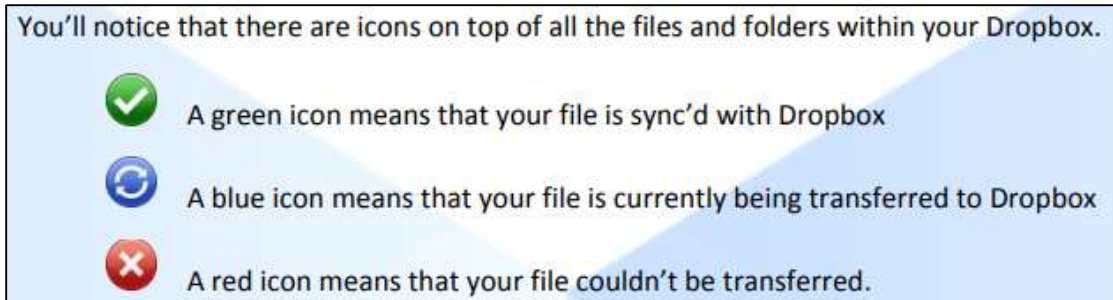 You’ll notice that there are icons on top of all the files and folders within your Dropbox.
A green icon means that your file is sync’d with Dropbox
A blue icon means that your file is currently being transferred to Dropbox
A red icon means that your file couldn’t be transferred.